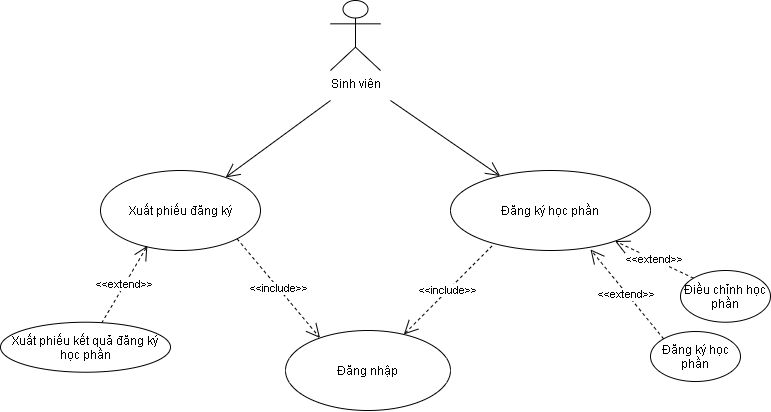 Sinh viên
Xuất phiếu đăng ký
Đăng ký học phần
<<extend>>
<<include>>
<<include>>
<<extend>>
<<extend>>
Điều chỉnh học
phần
Xuất phiếu kết quả đăng ký
học phần
Đăng nhập
Đăng ký học
phần